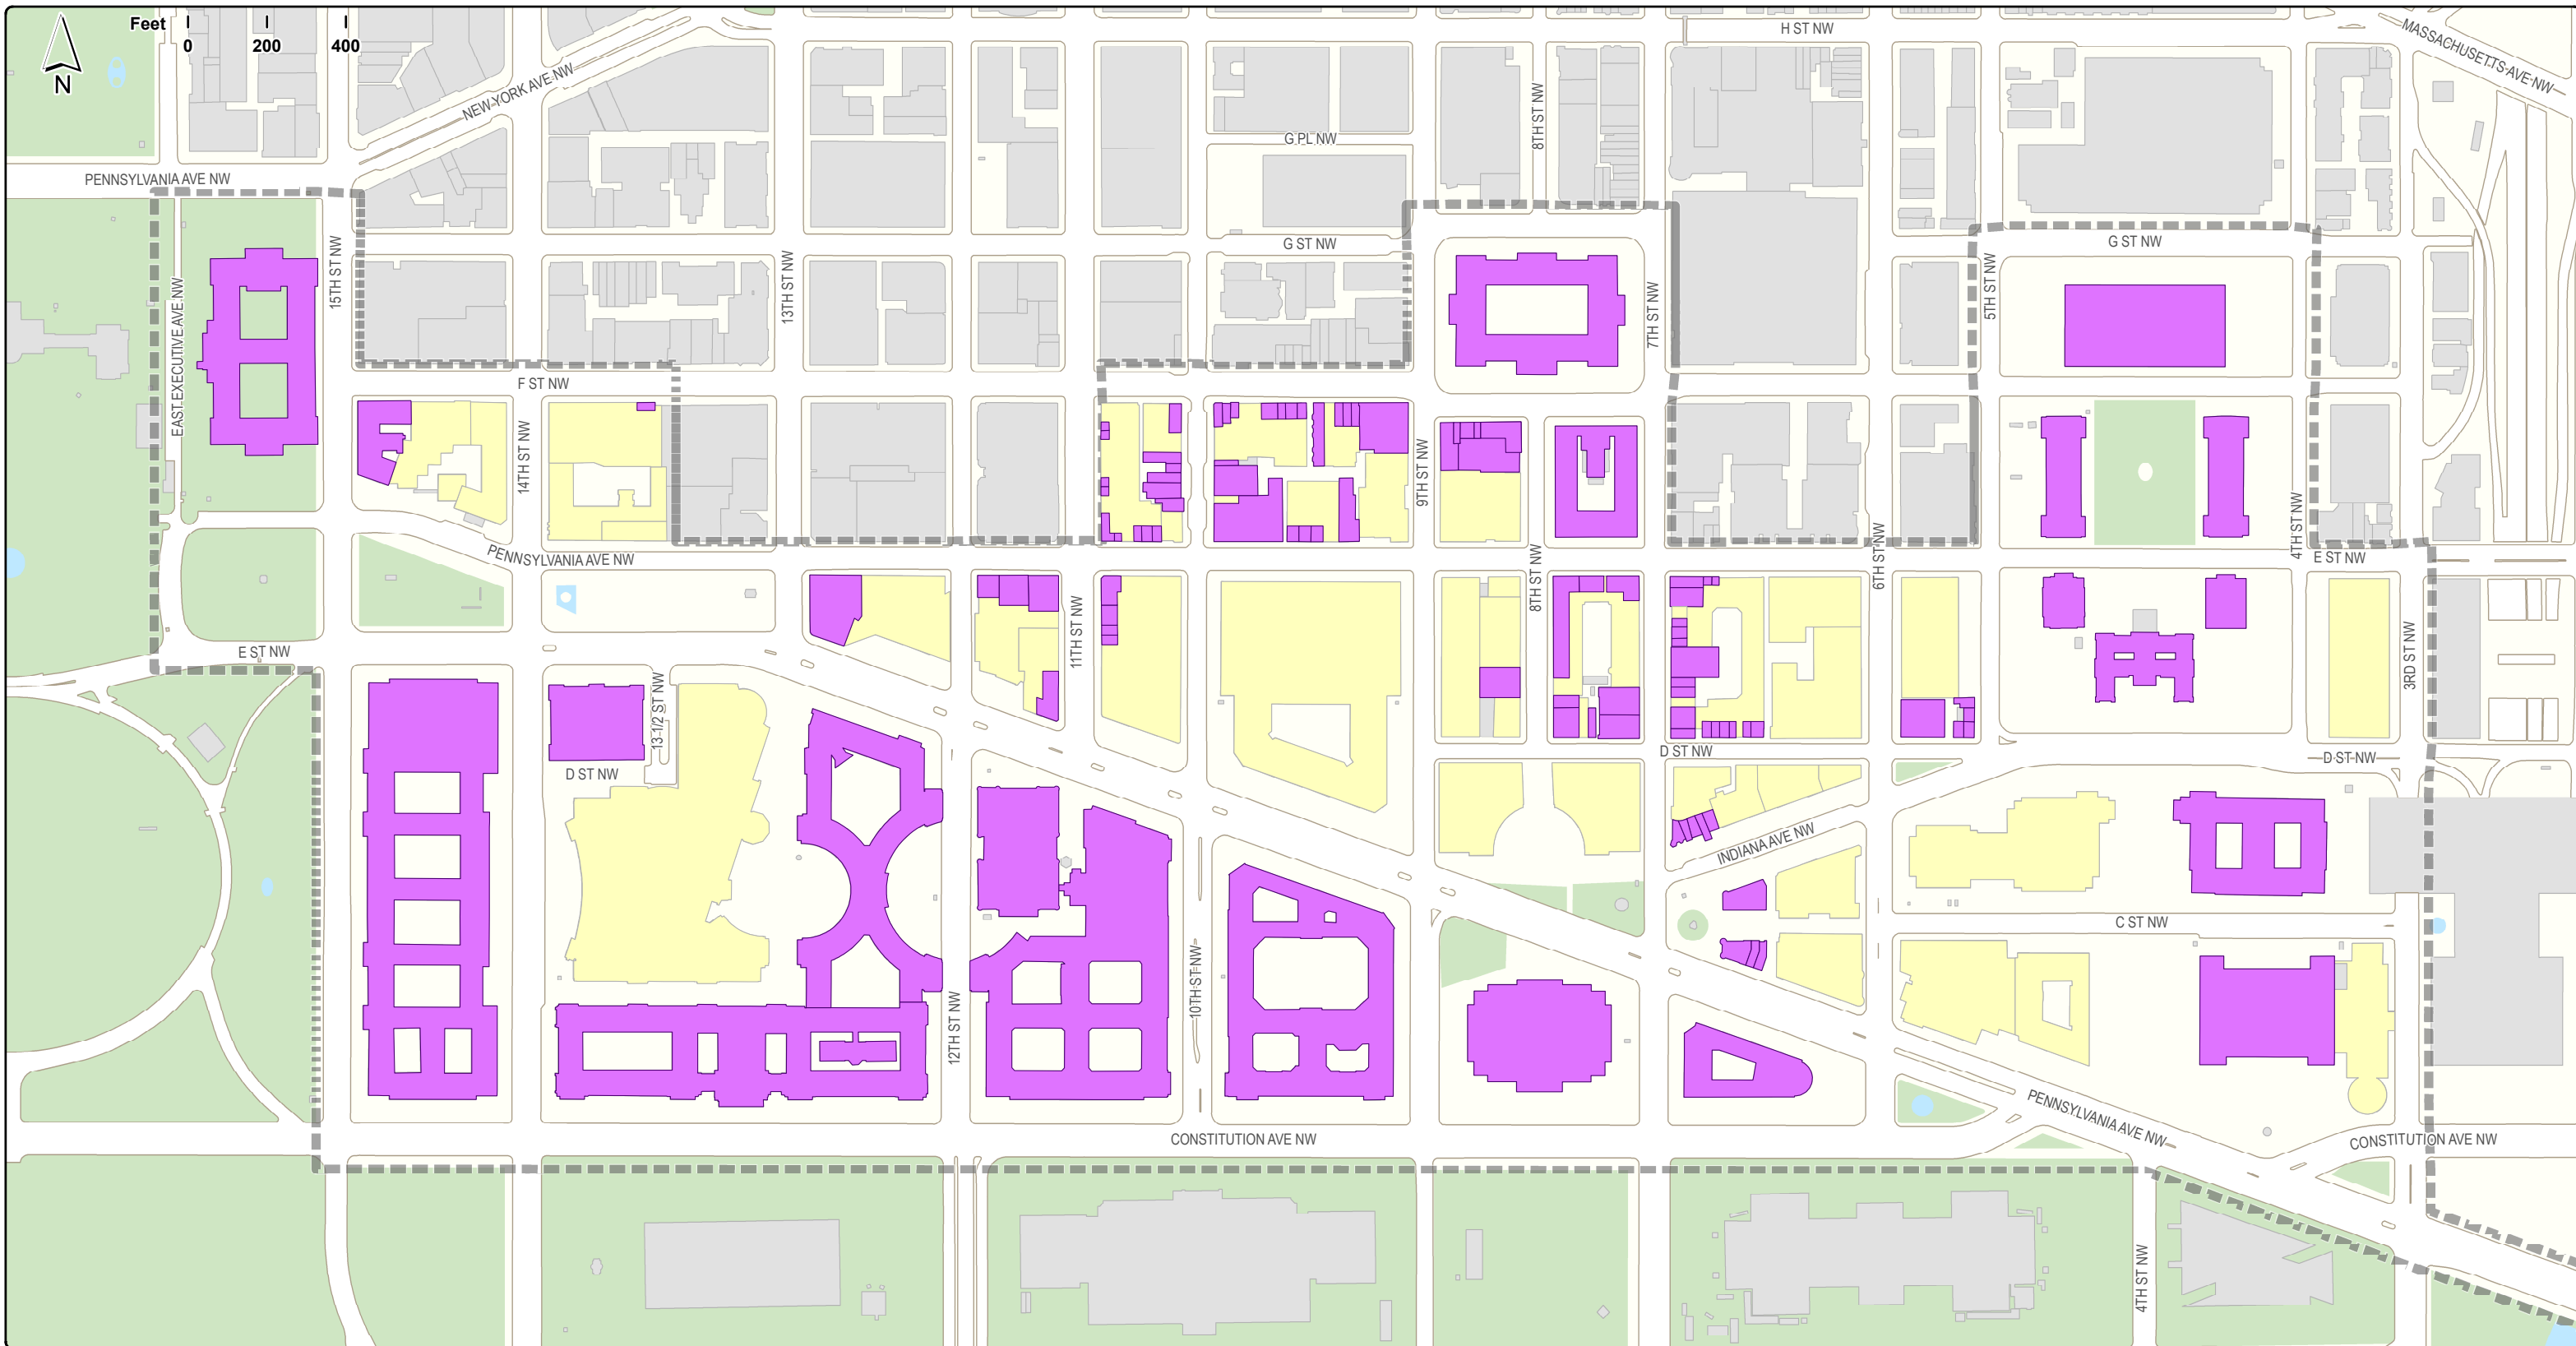 Feet
0 200 400
N
H ST NW
MASSACHUSETTS AVE NW
NEW YORK AVE NW
8TH ST NW
G PL NW
PENNSYLVANIA AVE NW
G ST NW
G ST NW
15TH ST NW
13TH ST NW
EAST EXECUTIVE AVE NW
7TH ST NW
5TH ST NW
F ST NW
14TH ST NW
9TH ST NW
4TH ST NW
6TH ST NW
PENNSYLVANIA AVE NW
E ST NW
8TH ST NW
11TH ST NW
E ST NW
3RD ST NW
13-1/2 ST NW
D ST NW
D ST NW
D ST NW
INDIANA AVE NW
C ST NW
10TH ST NW
12TH ST NW
PENNSYLVANIA AVE NW
CONSTITUTION AVE NW
CONSTITUTION AVE NW
4TH ST NW